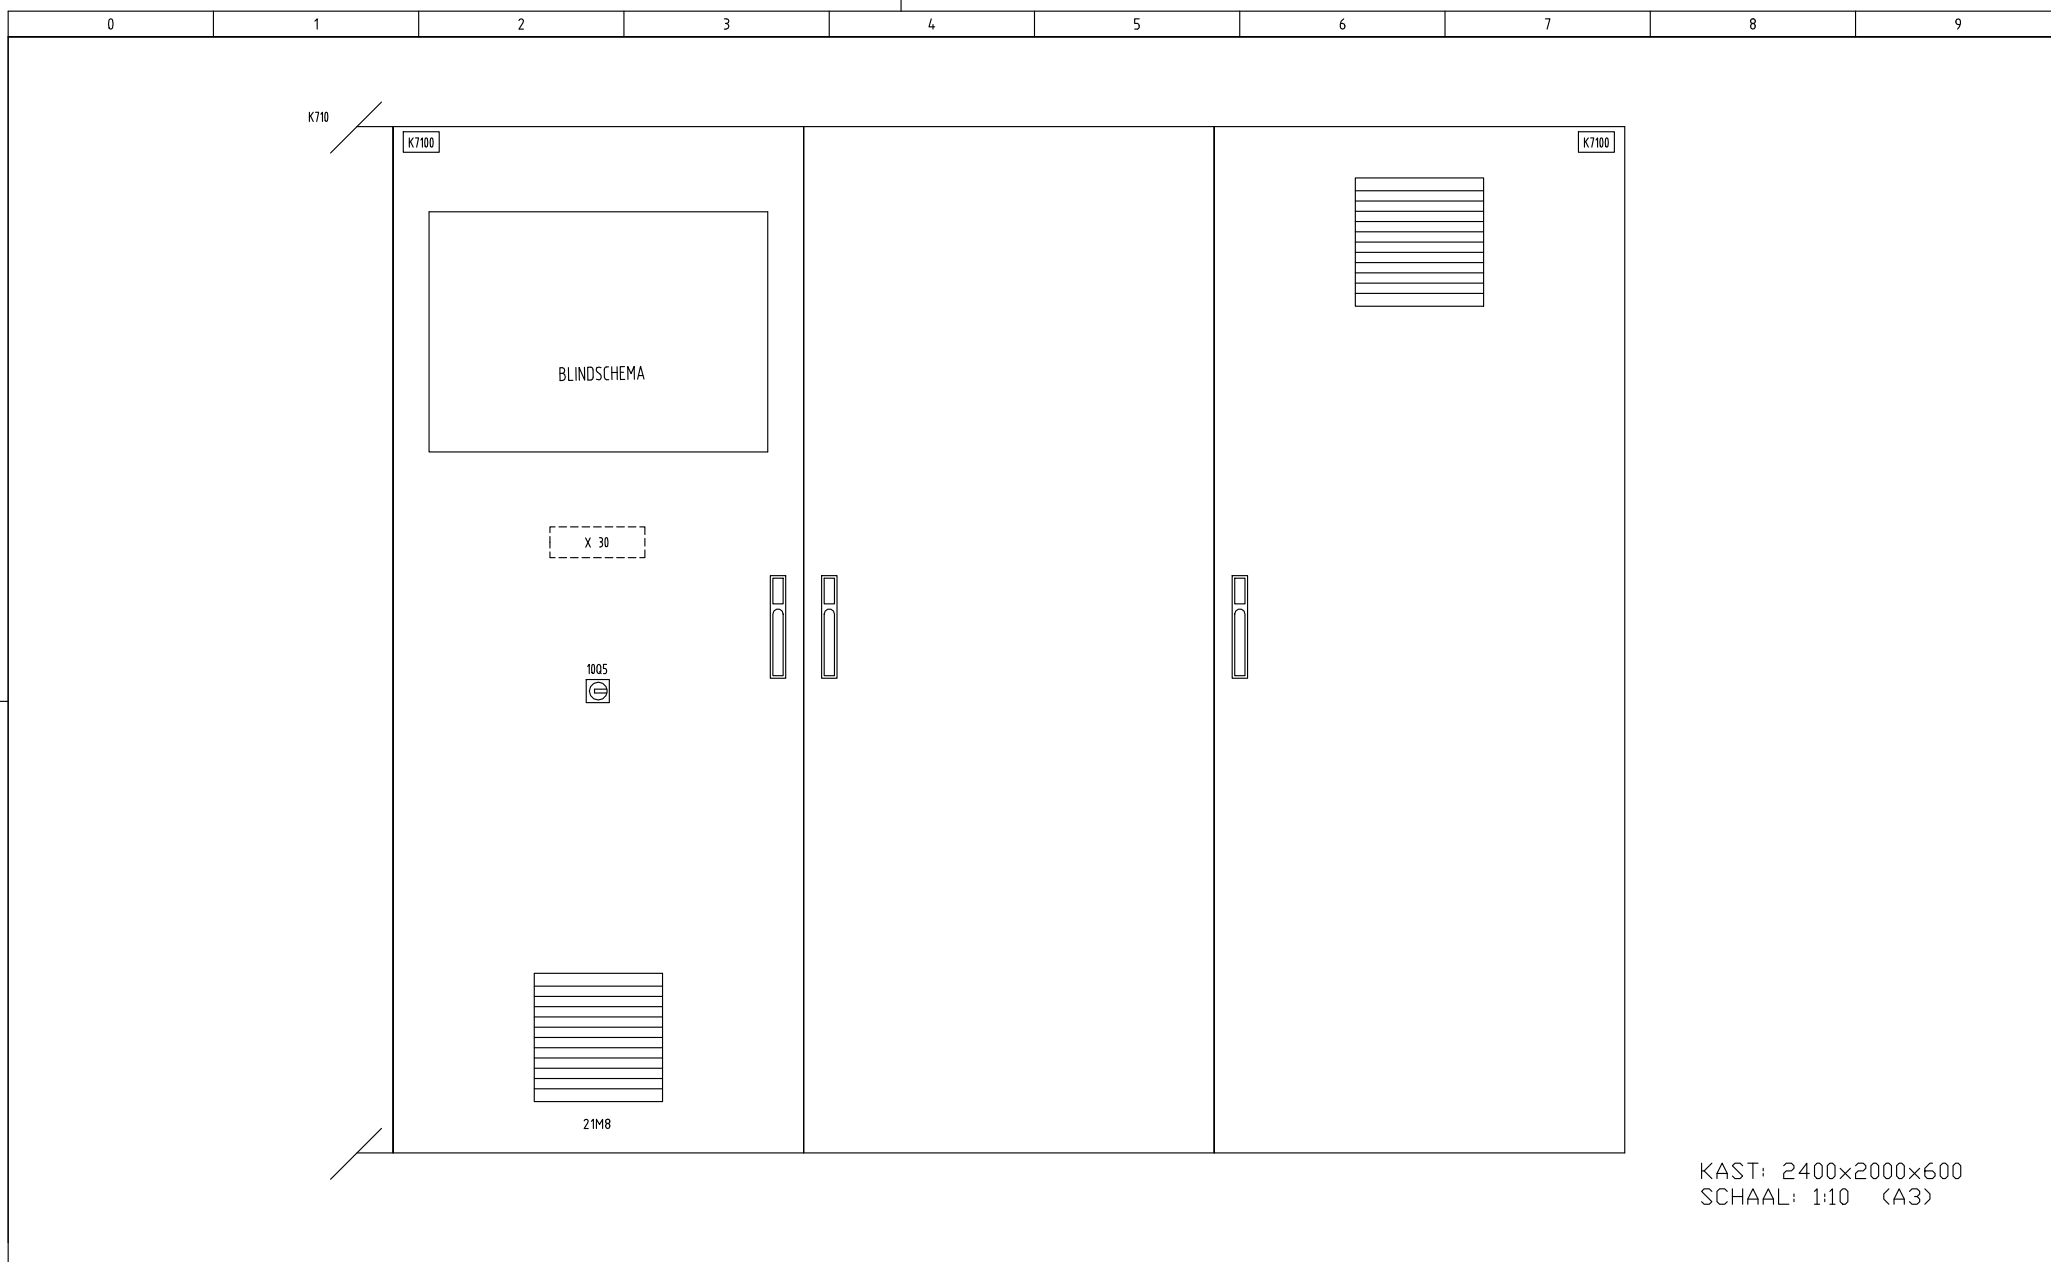 0 1 2 3 4 5 6 7 8 9
K710
K7100 K7100
BLINDSCHEMA
X 30
10Q5
21M8
KAST: 2400x2000x600
SCHAAL: 1:10 (A3)